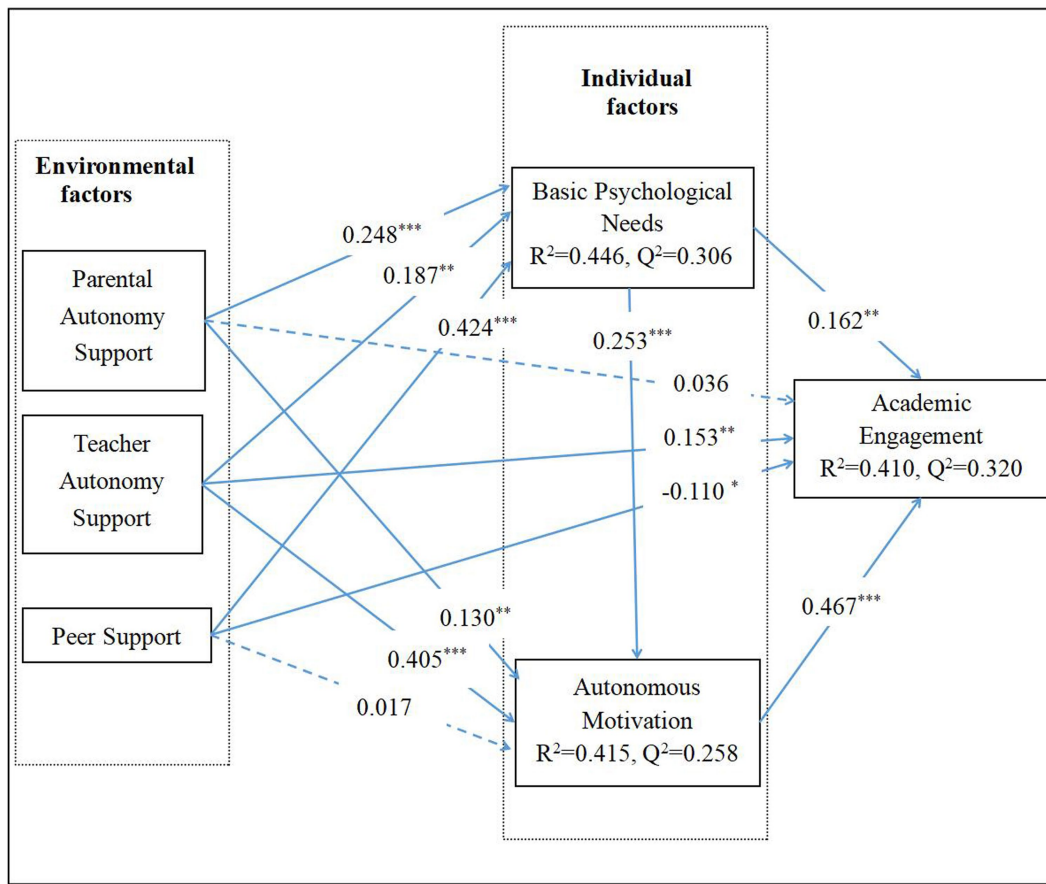 Environmental
factors
Parental
Autonomy
Support
Teacher
Autonomy
Support
Peer Support
0.248***
0.187**
0.424***
0.130**
0.405***
0.017
Individual
factors
Basic Psychological
Needs
R²=0.446, Q²=0.306
0.253***
0.036
0.153**
-0.110 *
Autonomous
Motivation
R²=0.415, Q²=0.258
0.162**
0.467***
Academic
Engagement
R²=0.410, Q²=0.320